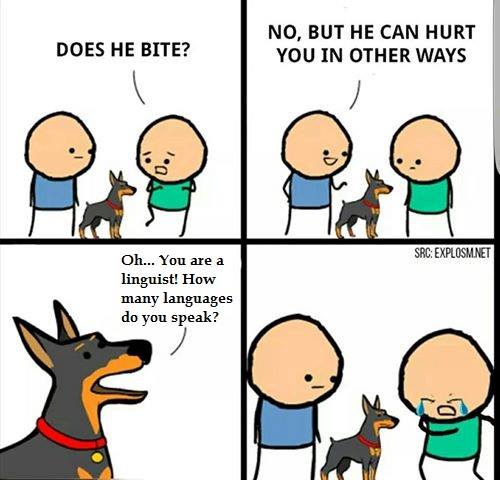 DOES HE BITE?
NO, BUT HE CAN HURT
YOU IN OTHER WAYS
Oh... You are a
linguist! How
many languages
do you speak?
SRC: EXPLOSM.NET